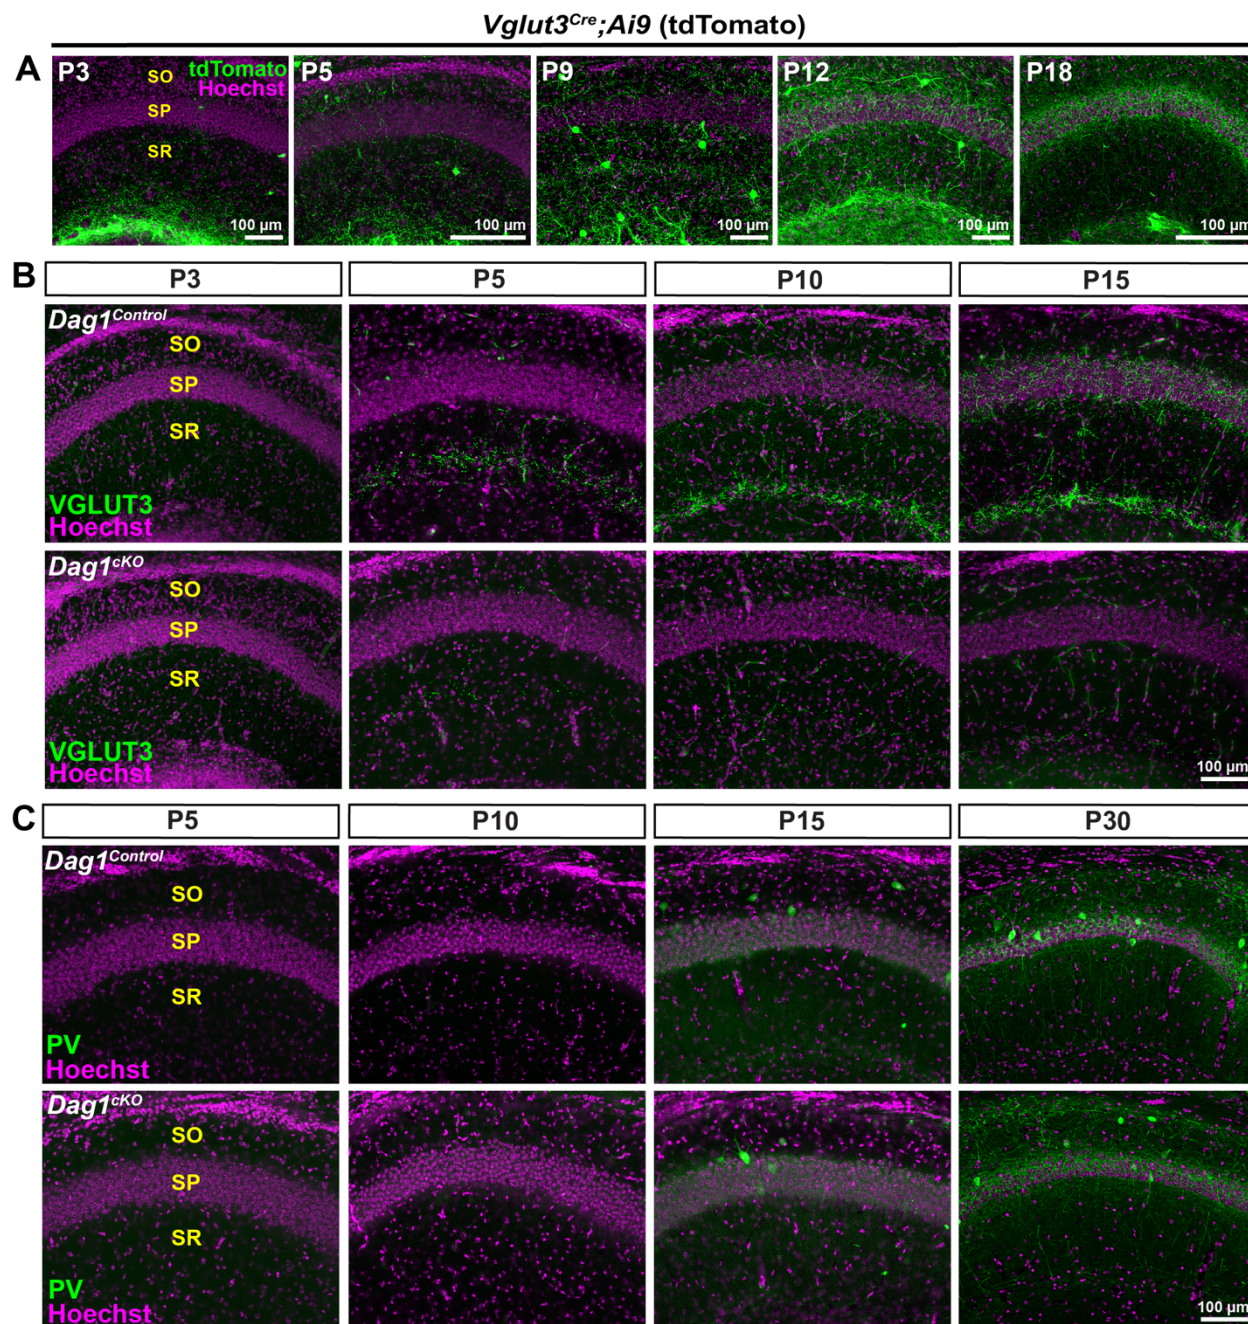 Vglut3Cre;Ai9 (tdTomato)
A
P3
tdTomato
Hoechst
SO
SP
SR
100 µm
P5
100 µm
P9
100 µm
P12
100 µm
P18
100 µm
B
P3
P5
P10
P15
Dag1Control
SO
SP
SR
VGLUT3
Hoechst
Dag1cKO
SO
SP
SR
VGLUT3
Hoechst
100 µm
C
P5
P10
P15
P30
Dag1Control
SO
SP
SR
PV
Hoechst
Dag1cKO
SO
SP
SR
PV
Hoechst
100 µm